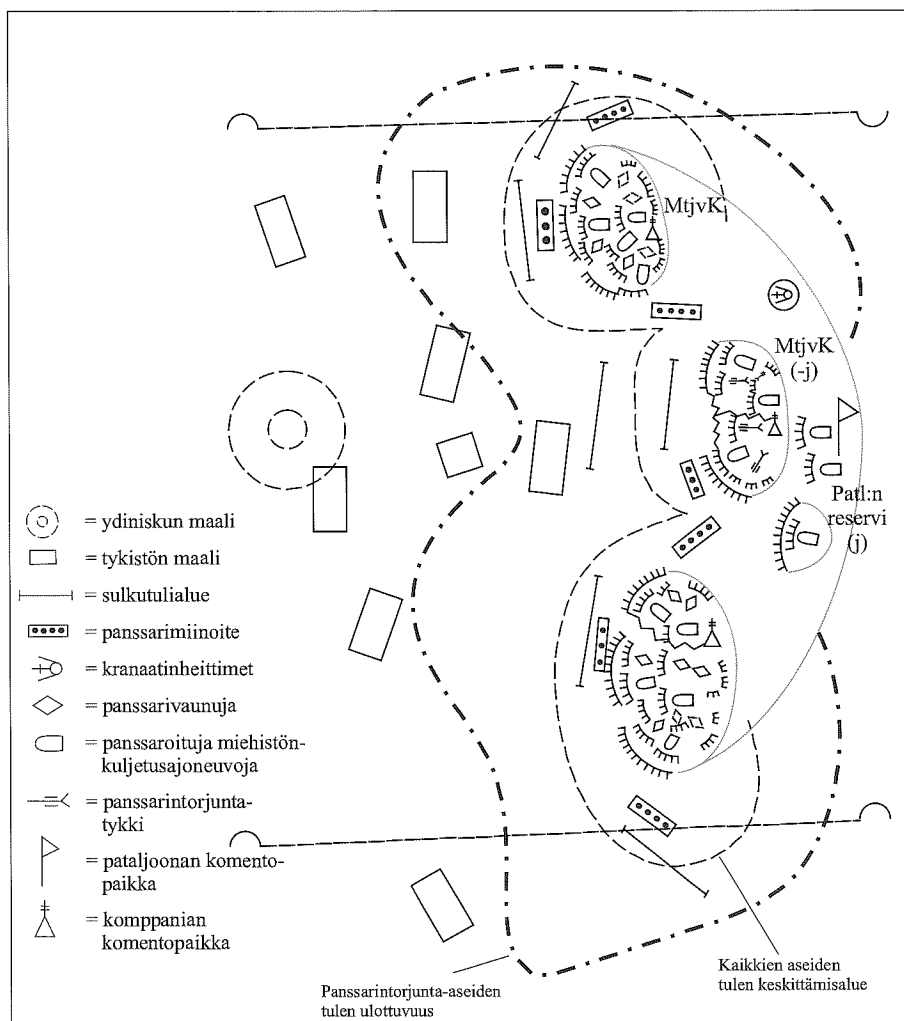 MtjvK
MtjvK
(-j)
Patl:n
reservi
(j)
= ydiniskun maali
= tykistön maali
= sulkutulialue
= panssarimiinoite
= kranaatinheittimet
= panssarivaunuja
= panssaroituja miehistön-
kuljetusajoneuvoja
= panssarintorjunta-
tykki
= pataljoonan komento-
paikka
= komppanian
komentopaikka
Panssarintorjunta-aseiden
tulen ulottuvuus
Kaikkien aseiden
tulen keskittämisalue